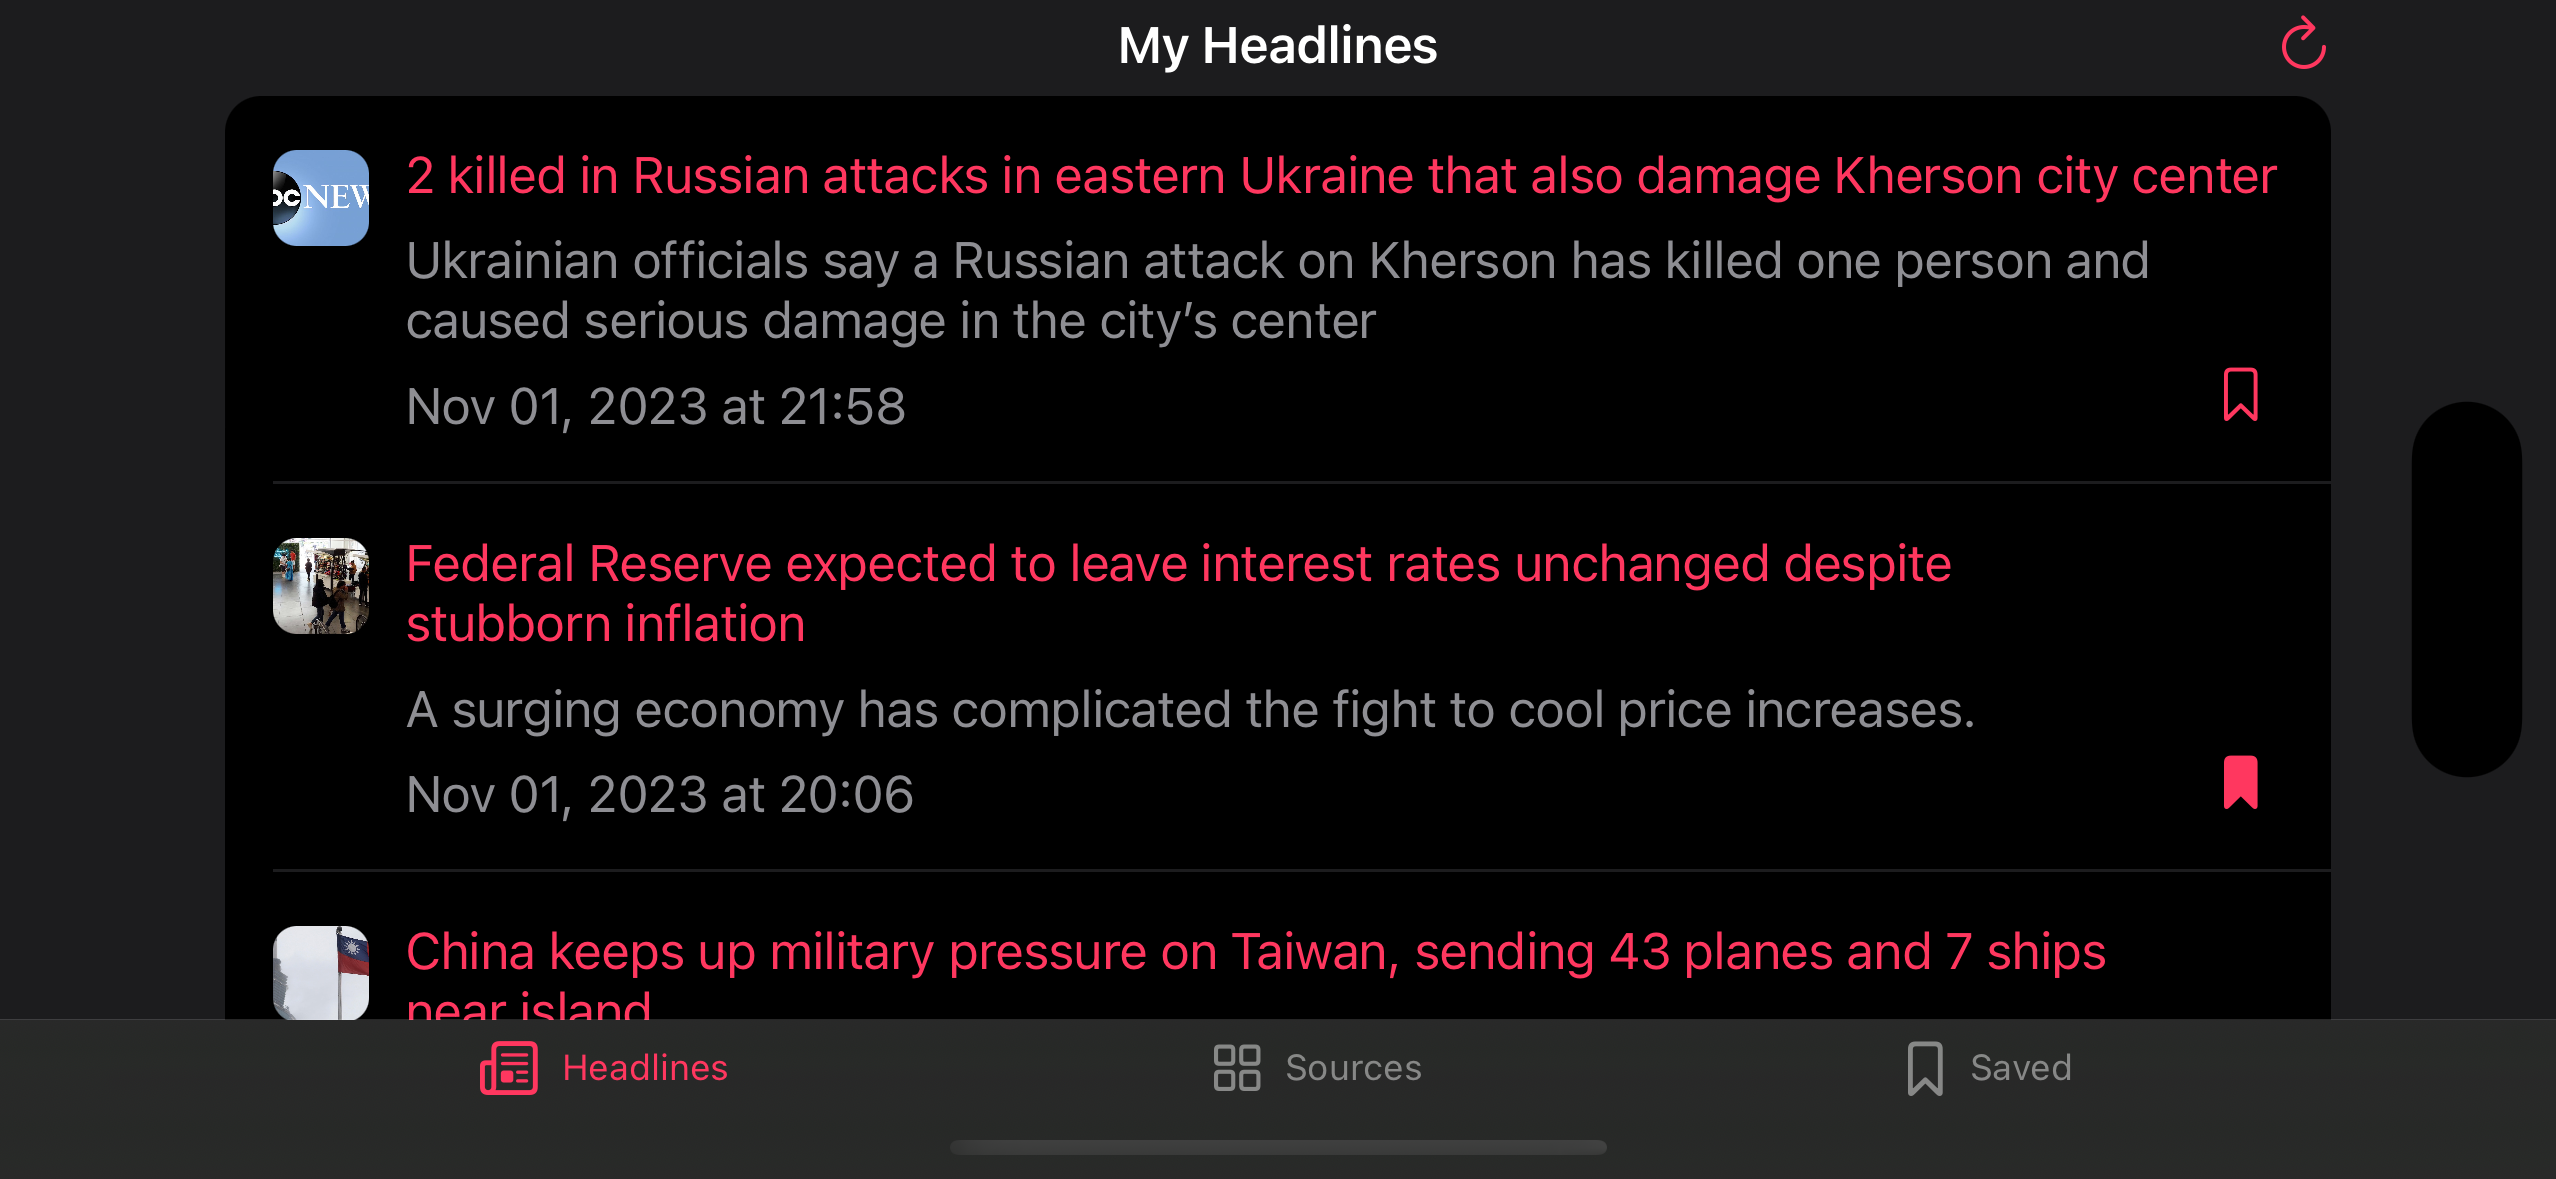 My Headlines
NEW
2 killed in Russian attacks in eastern Ukraine that also damage Kherson city center
Ukrainian officials say a Russian attack on Kherson has killed one person and
caused serious damage in the city’s center
Nov 01, 2023 at 21:58
Federal Reserve expected to leave interest rates unchanged despite
stubborn inflation
A surging economy has complicated the fight to cool price increases.
Nov 01, 2023 at 20:06
China keeps up military pressure on Taiwan, sending 43 planes and 7 ships
near island
Headlines
Sources
Saved